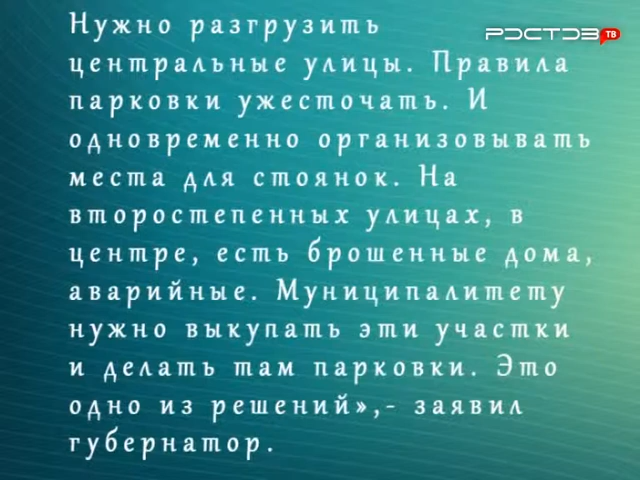 РОСТОВ ТВ
Нужно разгрузить
центральные улицы. Правила
парковки ужесточать. И
одновременно организовывать
места для стоянок. На
второстепенных улицах, в
центре, есть брошенные дома,
аварийные. Муниципалитету
нужно выкупать эти участки
и делать там парковки. Это
одно из решений»,- заявил
губернатор.